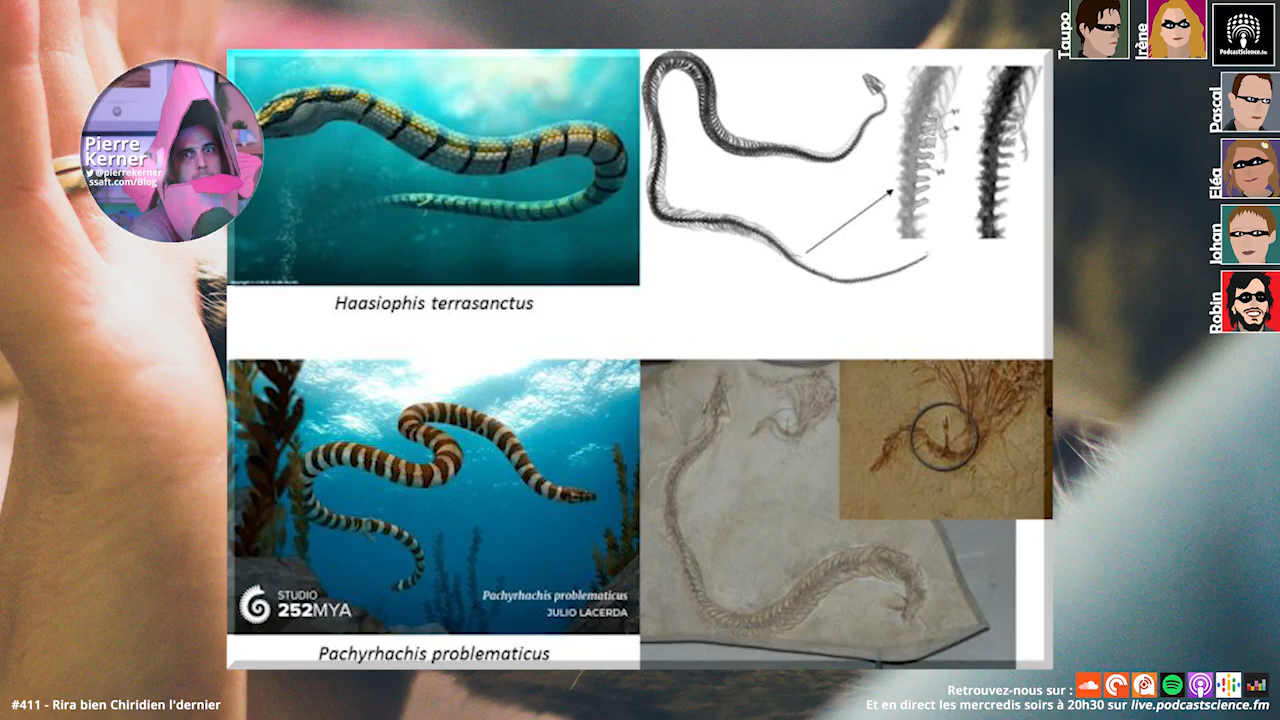 Taupo
Irène
PodcastScience.fm
Pierre
Kerner
@pierrekerner
ssaft.com/Blog
Pascal
Eléa
Johan
Robin
Haasiophis terrasanctus
STUDIO
252MYA
Pachyrhachis problematicus
JULIO LACERDA
Pachyrhachis problematicus
Retrouvez-nous sur :
#411 - Rira bien Chiridien l'dernier
Et en direct les mercredis soirs à 20h30 sur live.podcastscience.fm